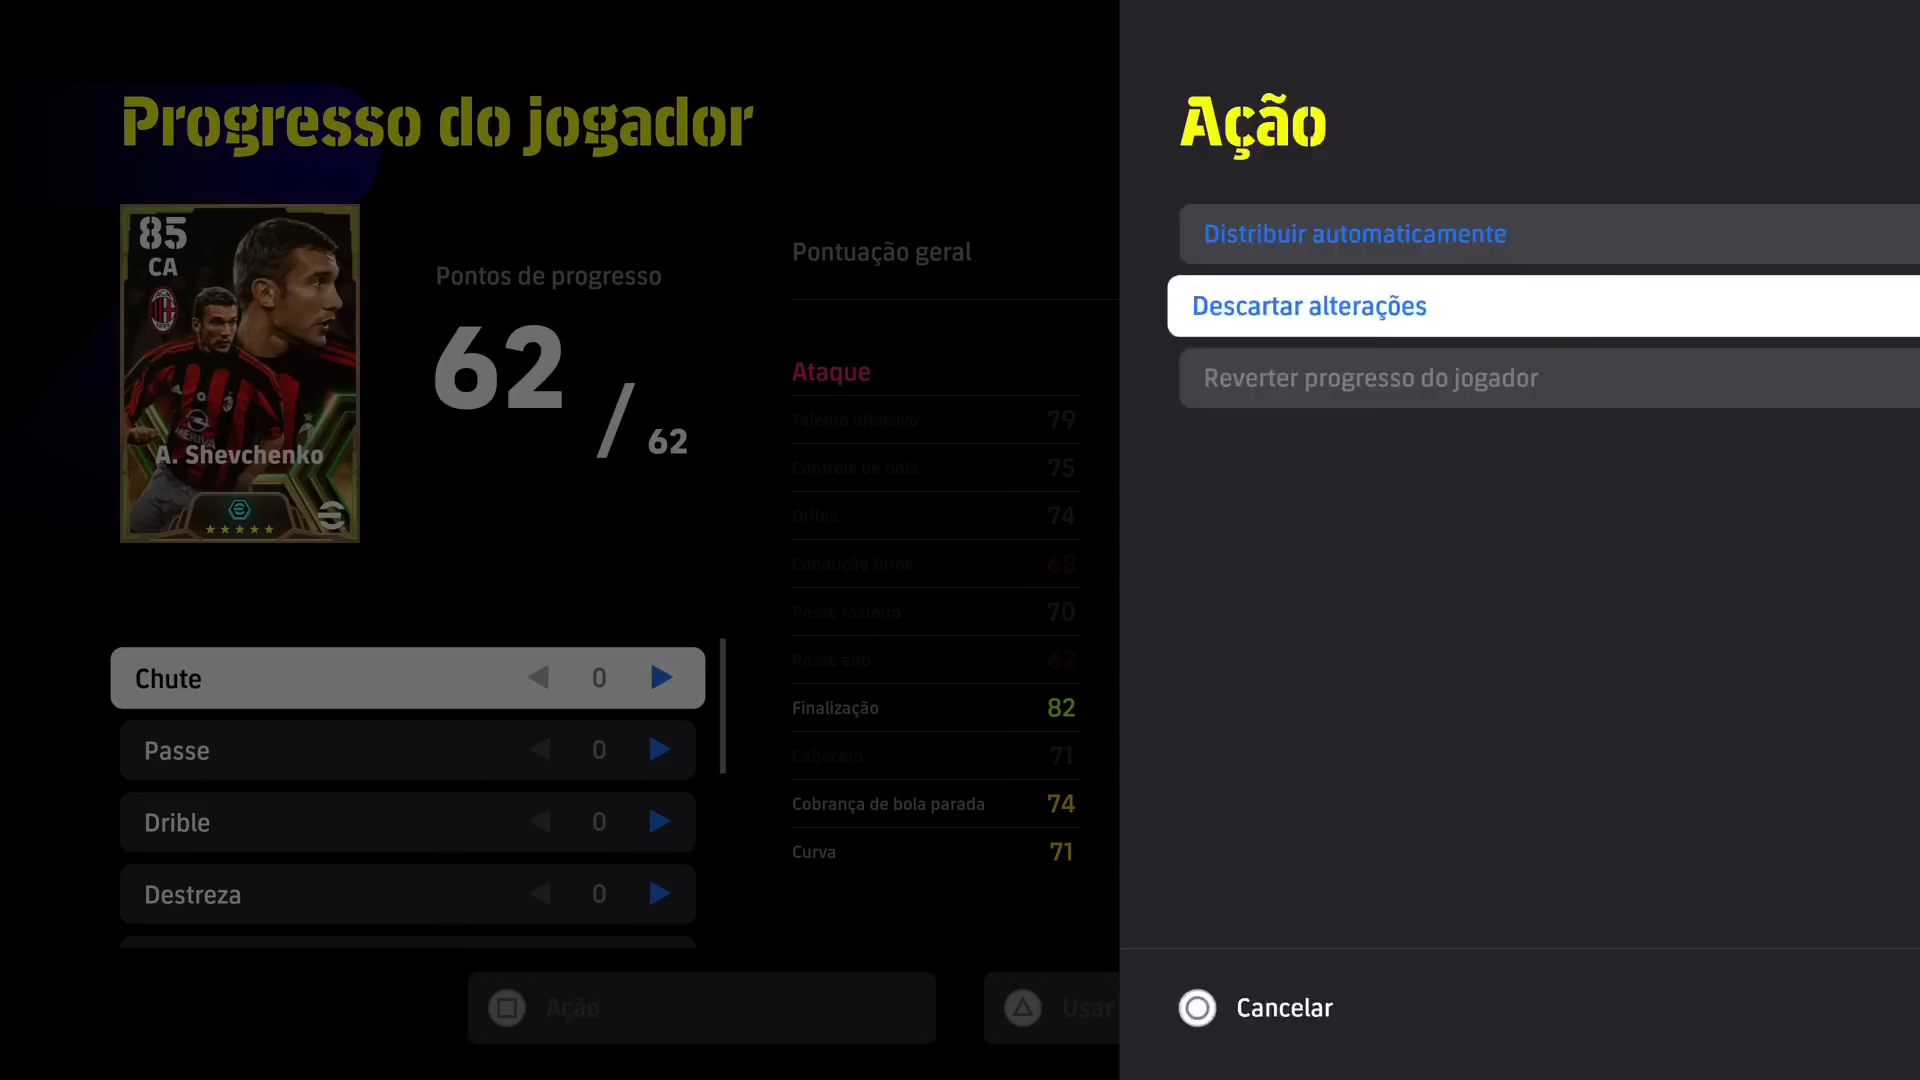 Progresso do jogador
85
CA
A. Shevchenko
MERIVA
Pontos de progresso
62 / 62
Chute 0
Passe 0
Drible 0
Destreza 0
Pontuação geral
Ataque
Talento ofensivo 79
Controle de bola 75
Drible 74
Condução firme 68
Passe rasteiro 70
Passe alto 62
Finalização 82
Cabeceio 71
Cobrança de bola parada 74
Curva 71
Ação
Usar
Ação
Distribuir automaticamente
Descartar alterações
Reverter progresso do jogador
Cancelar